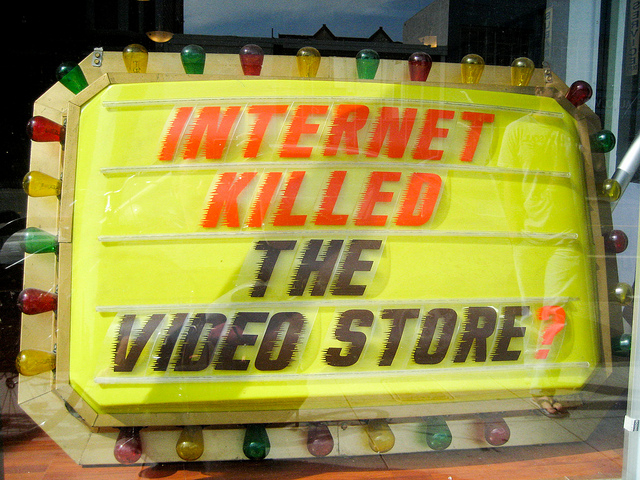 INTERNET
KILLED
THE
VIDEO STORE?